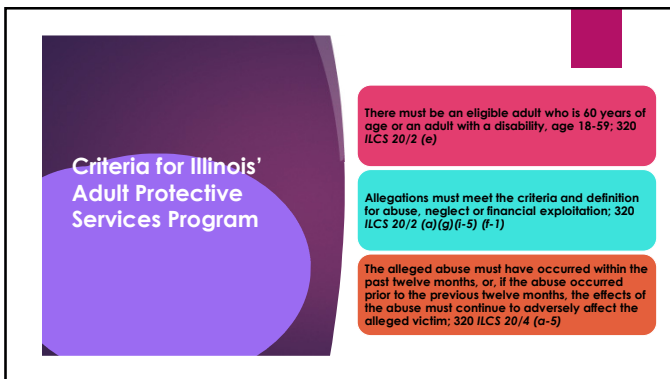 Criteria for Illinois'
Adult Protective
Services Program
There must be an eligible adult who is 60 years of
age or an adult with a disability, age 18-59; 320
ILCS 20/2 (e)
Allegations must meet the criteria and definition
for abuse, neglect or financial exploitation; 320
ILCS 20/2 (a)(g)(i-5) (f-1)
The alleged abuse must have occurred within the
past twelve months, or, if the abuse occurred
prior to the previous twelve months, the effects of
the abuse must continue to adversely affect the
alleged victim; 320 ILCS 20/4 (a-5)